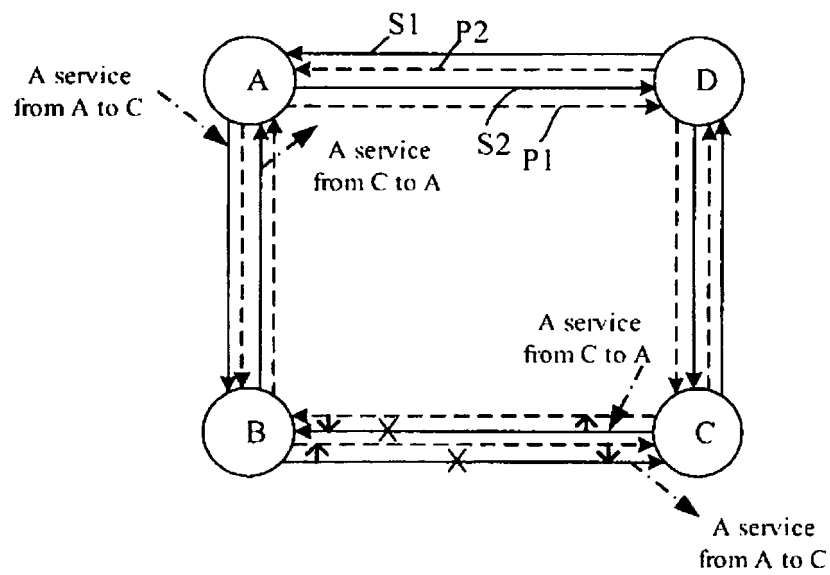 S1
P2
A
D
A service
from A to C
S2
P1
A service
from C to A
A service
from C to A
B
C
A service
from A to C